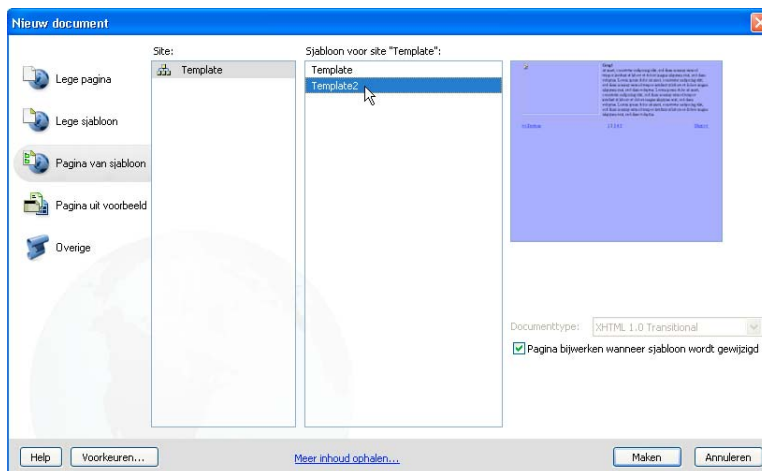 Nieuw document
Site:
Sjabloon voor site "Template":
Lege pagina
Lege sjabloon
Pagina van sjabloon
Pagina uit voorbeeld
Overige
Template
Template
Template2
Documenttype:
XHTML 1.0 Transitional
Pagina bijwerken wanneer sjabloon wordt gewijzigd
Help
Voorkeuren...
Meer inhoud ophalen...
Maken
Annuleren